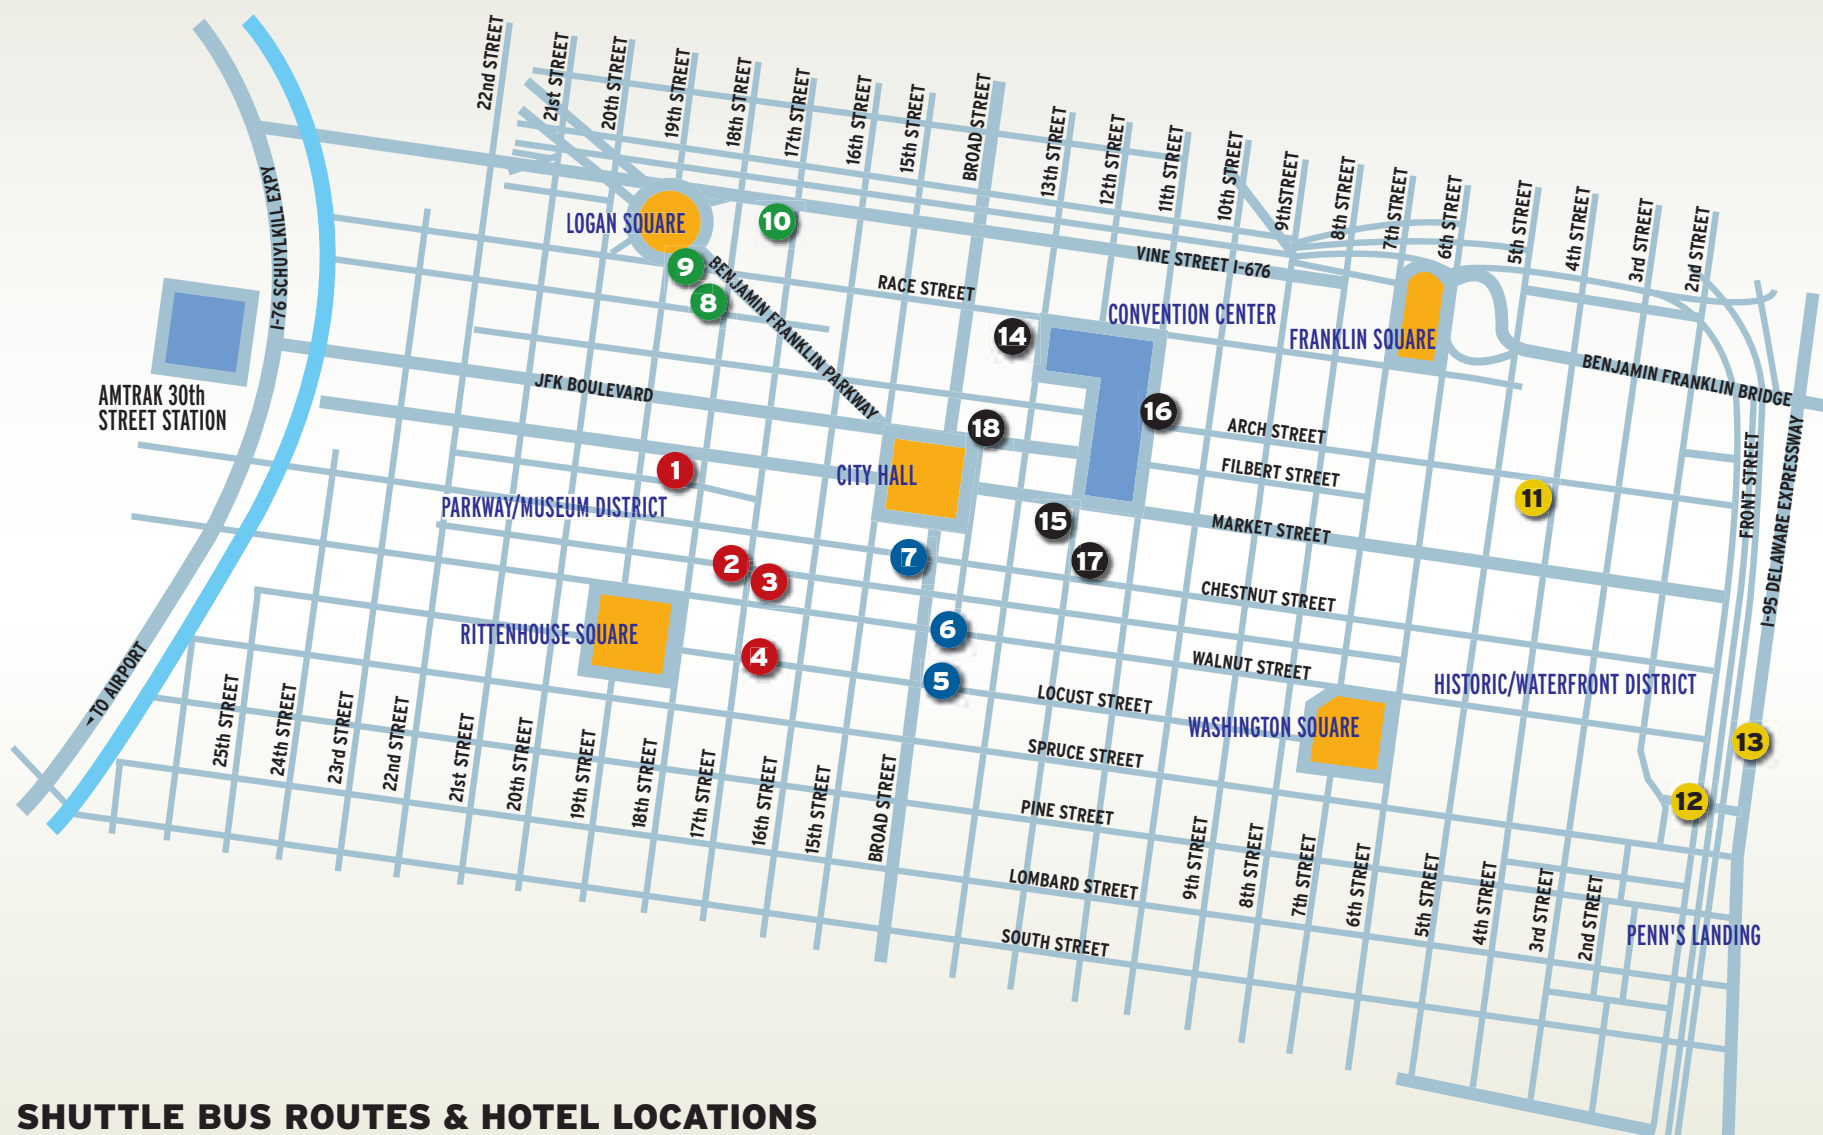 22nd STREET
21st STREET
20th STREET
19th STREET
18th STREET
17th STREET
16th STREET
15th STREET
BROAD STREET
13th STREET
12th STREET
11th STREET
10th STREET
9thSTREET
8th STREET
7th STREET
6th STREET
5th STREET
4th STREET
3rd STREET
2nd STREET
I-76 SCHUVLKILL EXPY
LOGAN SQUARE
10
9
8
BENJAMIN FRANKLIN PARKWAY
RACE STREET
VINE STREET I-676
CONVENTION CENTER
FRANKLIN SQUARE
14
BENJAMIN FRANKLIN BRIDGE
AMTRAK 30th
STREET STATION
JFK BOULEVARD
16
18
ARCH STREET
FILBERT STREET
CITY HALL
1
PARKWAY/MUSEUM DISTRICT
11
FRONT STREET
I-95 DELAWARE EXPRESSWAY
15
MARKET STREET
17
7
2
3
CHESTNUT STREET
RITTENHOUSE SQUARE
6
4
5
WALNUT STREET
LOCUST STREET
HISTORIC/WATERFRONT DISTRICT
WASHINGTON SQUARE
13
12
SPRUCE STREET
PINE STREET
TO AIRPORT
25th STREET
24th STREET
23rd STREET
22nd STREET
21st STREET
20th STREET
19th STREET
18th STREET
17th STREET
16th STREET
15th STREET
BROAD STREET
9th STREET
8th STREET
7th STREET
6th STREET
5th STREET
4th STREET
3rd STREET
2nd STREET
LOMBARD STREET
SOUTH STREET
PENN'S LANDING
SHUTTLE BUS ROUTES & HOTEL LOCATIONS